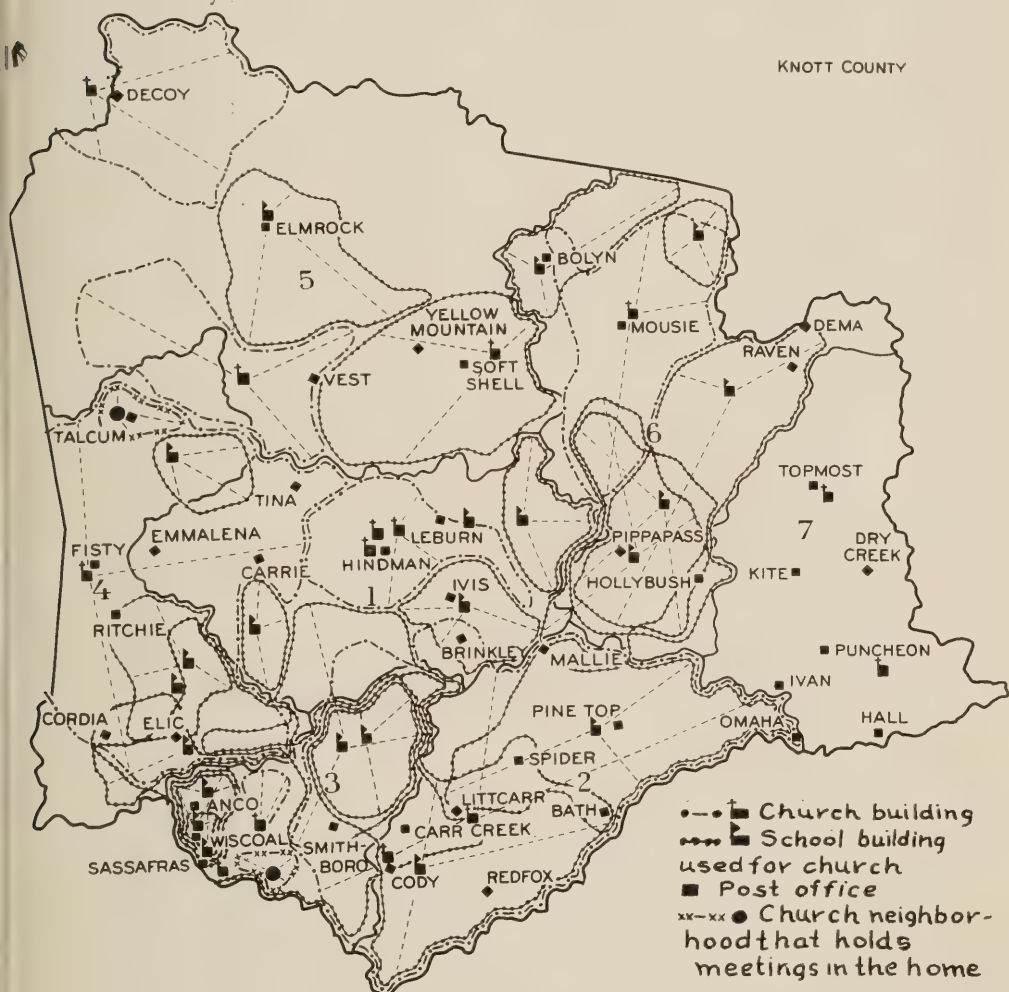 KNOTT COUNTY
DECOY
ELMROCK
5
BOLYN
YELLOW
MOUNTAIN
MOUSIE
DEMA
RAVEN
SOFT
SHELL
VEST
TALCUM
6
TOPMOST
TINA
7
EMMALENA
LEBURN
PIPPAPASS
DRY
CREEK
HINDMAN
FISTY
CARRIE
HOLLYBUSH
KITE
4
1
IVIS
RITCHIE
BRINKLEY
MALLIE
PUNCHEON
IVAN
CORDIA
ELIC
PINE TOP
OMAHA
HALL
SPIDER
3
2
ANCO
LITTCARR
BATH
WISCOAL
SMITH-
BORO
CARR CREEK
SASSAFRAS
CODY
REDFOX
Church building
School building
used for church
Post office
xx-xx Church neighbor-
hood that holds
meetings in the home